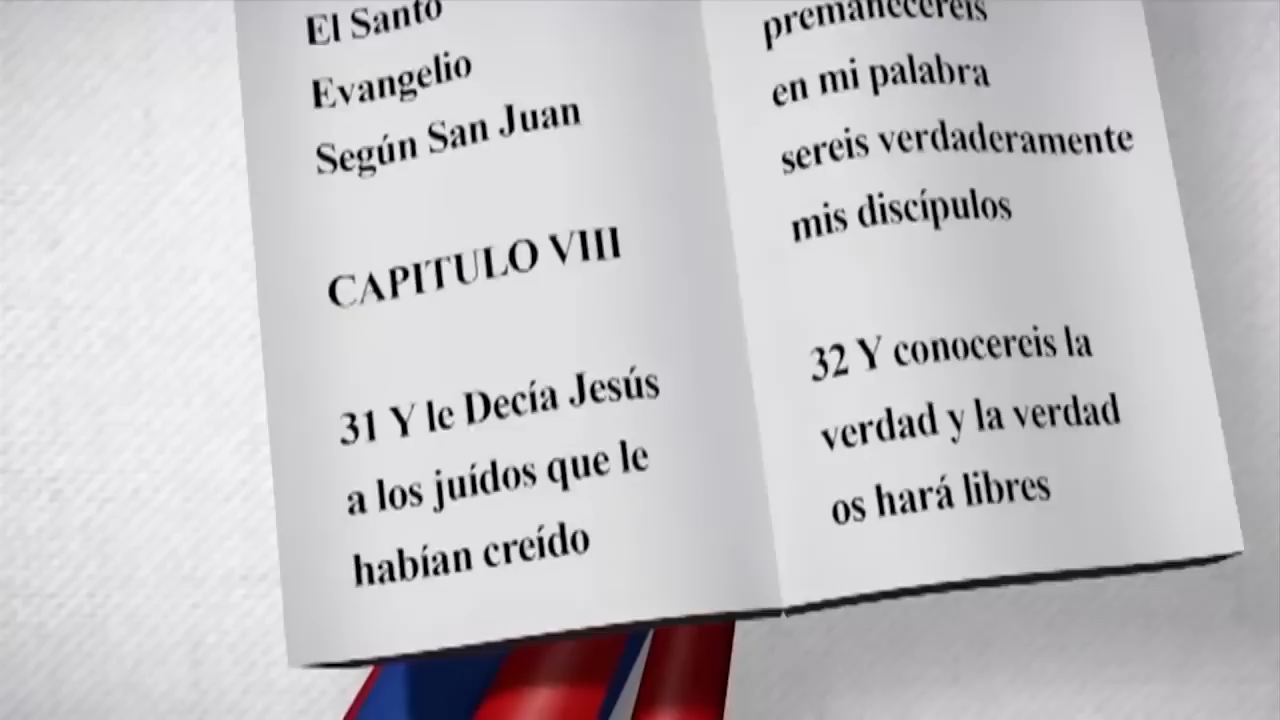 El Santo
Evangelio
Según San Juan
CAPITULO VIII
31 Y le Decía Jesús
a los juídos que le
habían creído
premanecereis
en mi palabra
sereis verdaderamente
mis discípulos
32 Y conocereis la
verdad y la verdad
os hará libres